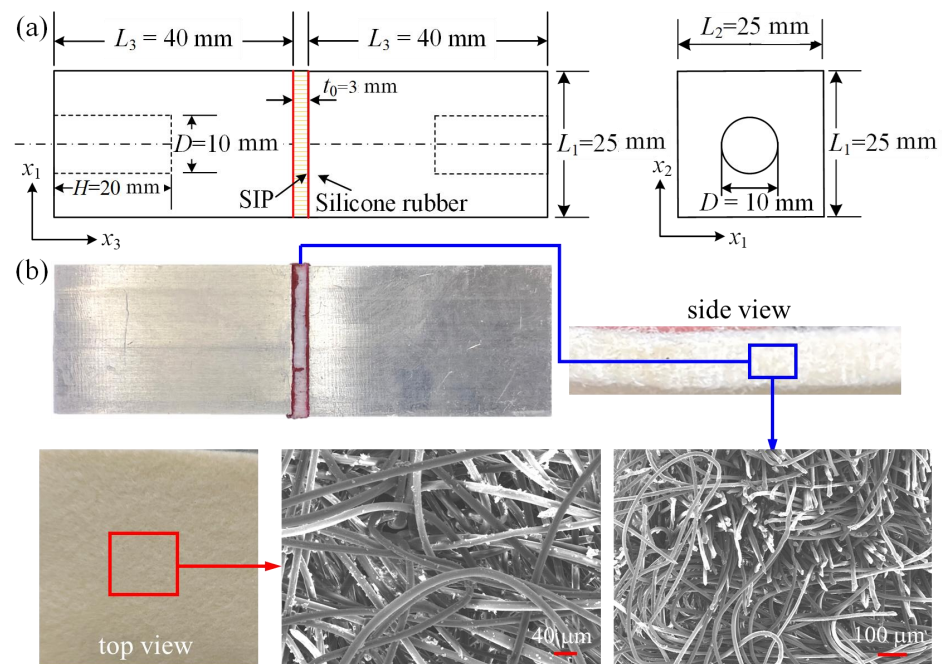 (a)
L₃ = 40 mm
L₃ = 40 mm
L₂=25 mm
t₀=3 mm
D=10 mm
L₁=25 mm
L₁=25 mm
x₁
H=20 mm
SIP
Silicone rubber
x₂
D = 10 mm
x₃
x₁
(b)
side view
top view
40 μm
100 μm